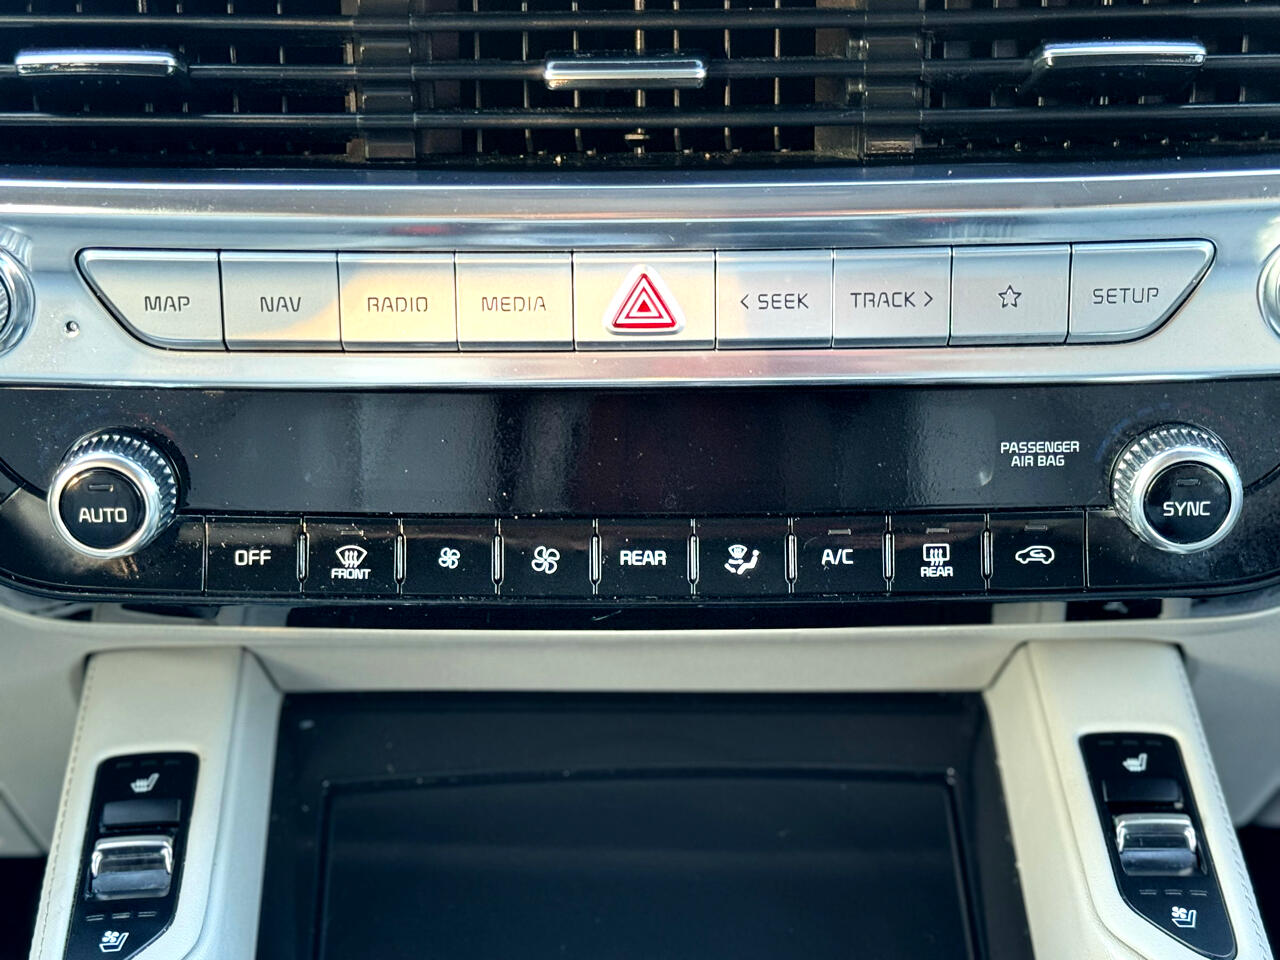 MAP
NAV
RADIO
MEDIA
< SEEK
TRACK >
SETUP
PASSENGER
AIR BAG
AUTO
SYNC
OFF
FRONT
REAR
A/C
REAR